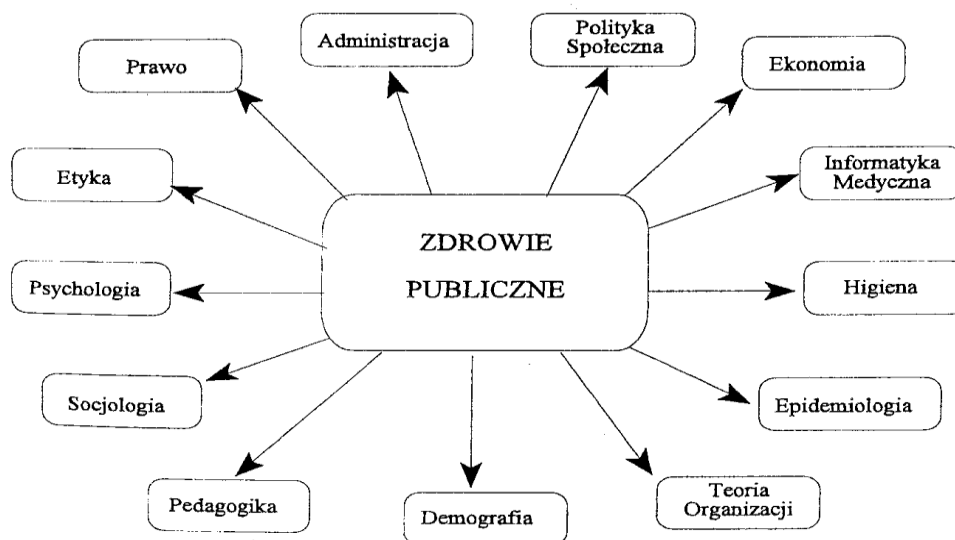 Administracja
Polityka
Społeczna
Prawo
Ekonomia
Etyka
Informatyka
Medyczna
ZDROWIE
PUBLICZNE
Psychologia
Higiena
Socjologia
Epidemiologia
Pedagogika
Demografia
Teoria
Organizacji